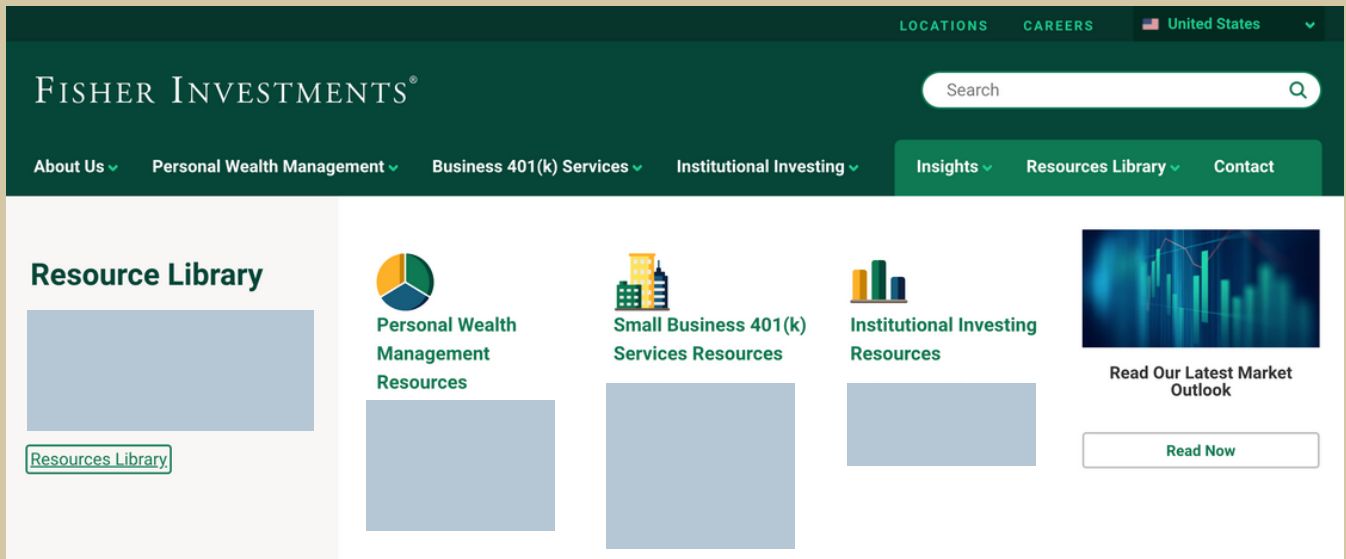 LOCATIONS CAREERS United States
FISHER INVESTMENTS®
Search
About Us Personal Wealth Management Business 401(k) Services Institutional Investing Insights Resources Library Contact
Resource Library
Resources Library
Personal Wealth
Management
Resources
Small Business 401(k)
Services Resources
Institutional Investing
Resources
Read Our Latest Market
Outlook
Read Now